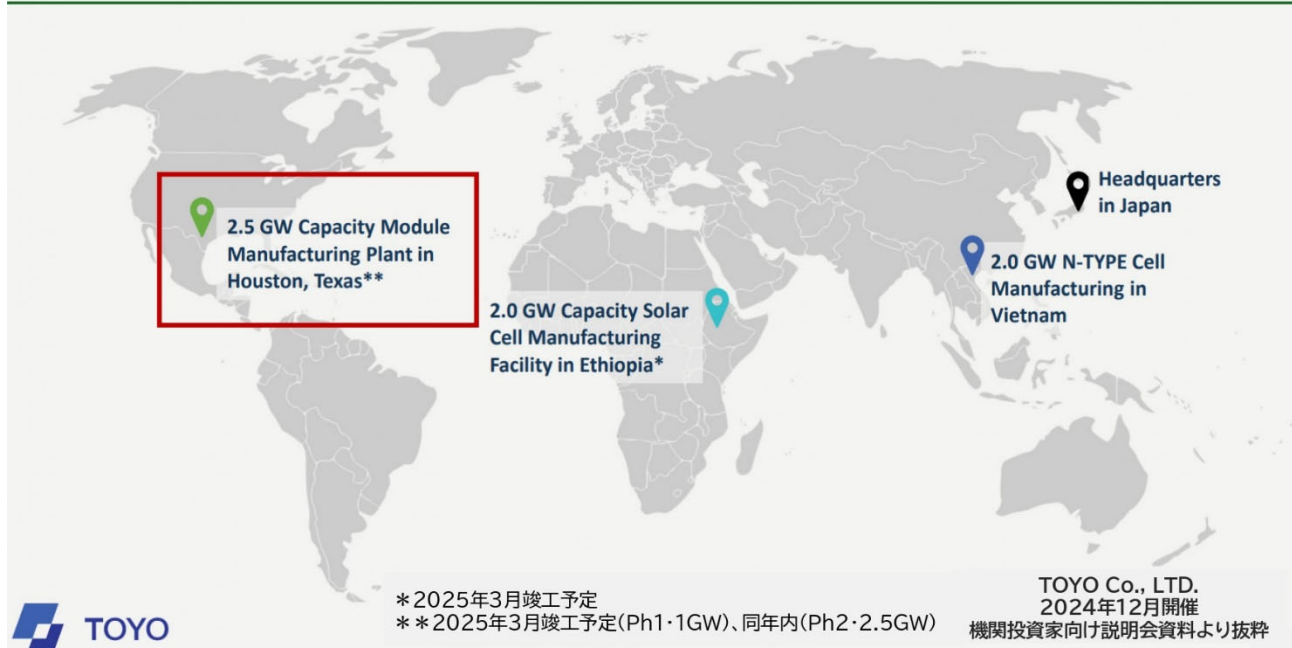 2.5 GW Capacity Module
Manufacturing Plant in
Houston, Texas**
2.0 GW Capacity Solar
Cell Manufacturing
Facility in Ethiopia*
Headquarters
in Japan
2.0 GW N-TYPE Cell
Manufacturing in
Vietnam
TOYO
＊2025年3月竣工予定
＊＊2025年3月竣工予定(Ph1・1GW)、同年内(Ph2・2.5GW)
TOYO Co., LTD.
2024年12月開催
機関投資家向け説明会資料より抜粋